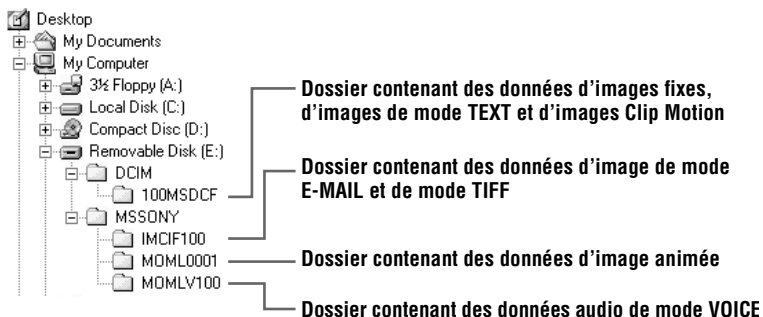 Desktop
My Documents
My Computer
3½ Floppy (A:)
Local Disk (C:)
Compact Disc (D:)
Removable Disk (E:)
DCIM
100MSDCF
MSSONY
IMCIF100
MOML0001
MOMLV100
Dossier contenant des données d’images fixes,
d’images de mode TEXT et d’images Clip Motion
Dossier contenant des données d’image de mode
E-MAIL et de mode TIFF
Dossier contenant des données d’image animée
Dossier contenant des données audio de mode VOICE